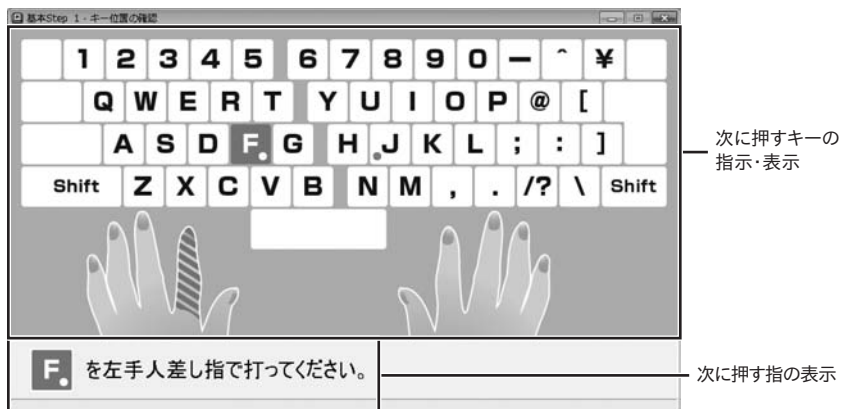 基本Step 1・キー位置の確認
1 2 3 4 5 6 7 8 9 0 - ^ ¥
Q W E R T Y U I O P @ [
A S D F G H J K L ; : ]
Shift Z X C V B N M , . /? \ Shift
次に押すキーの
指示・表示
F を左手人差し指で打ってください。
次に押す指の表示